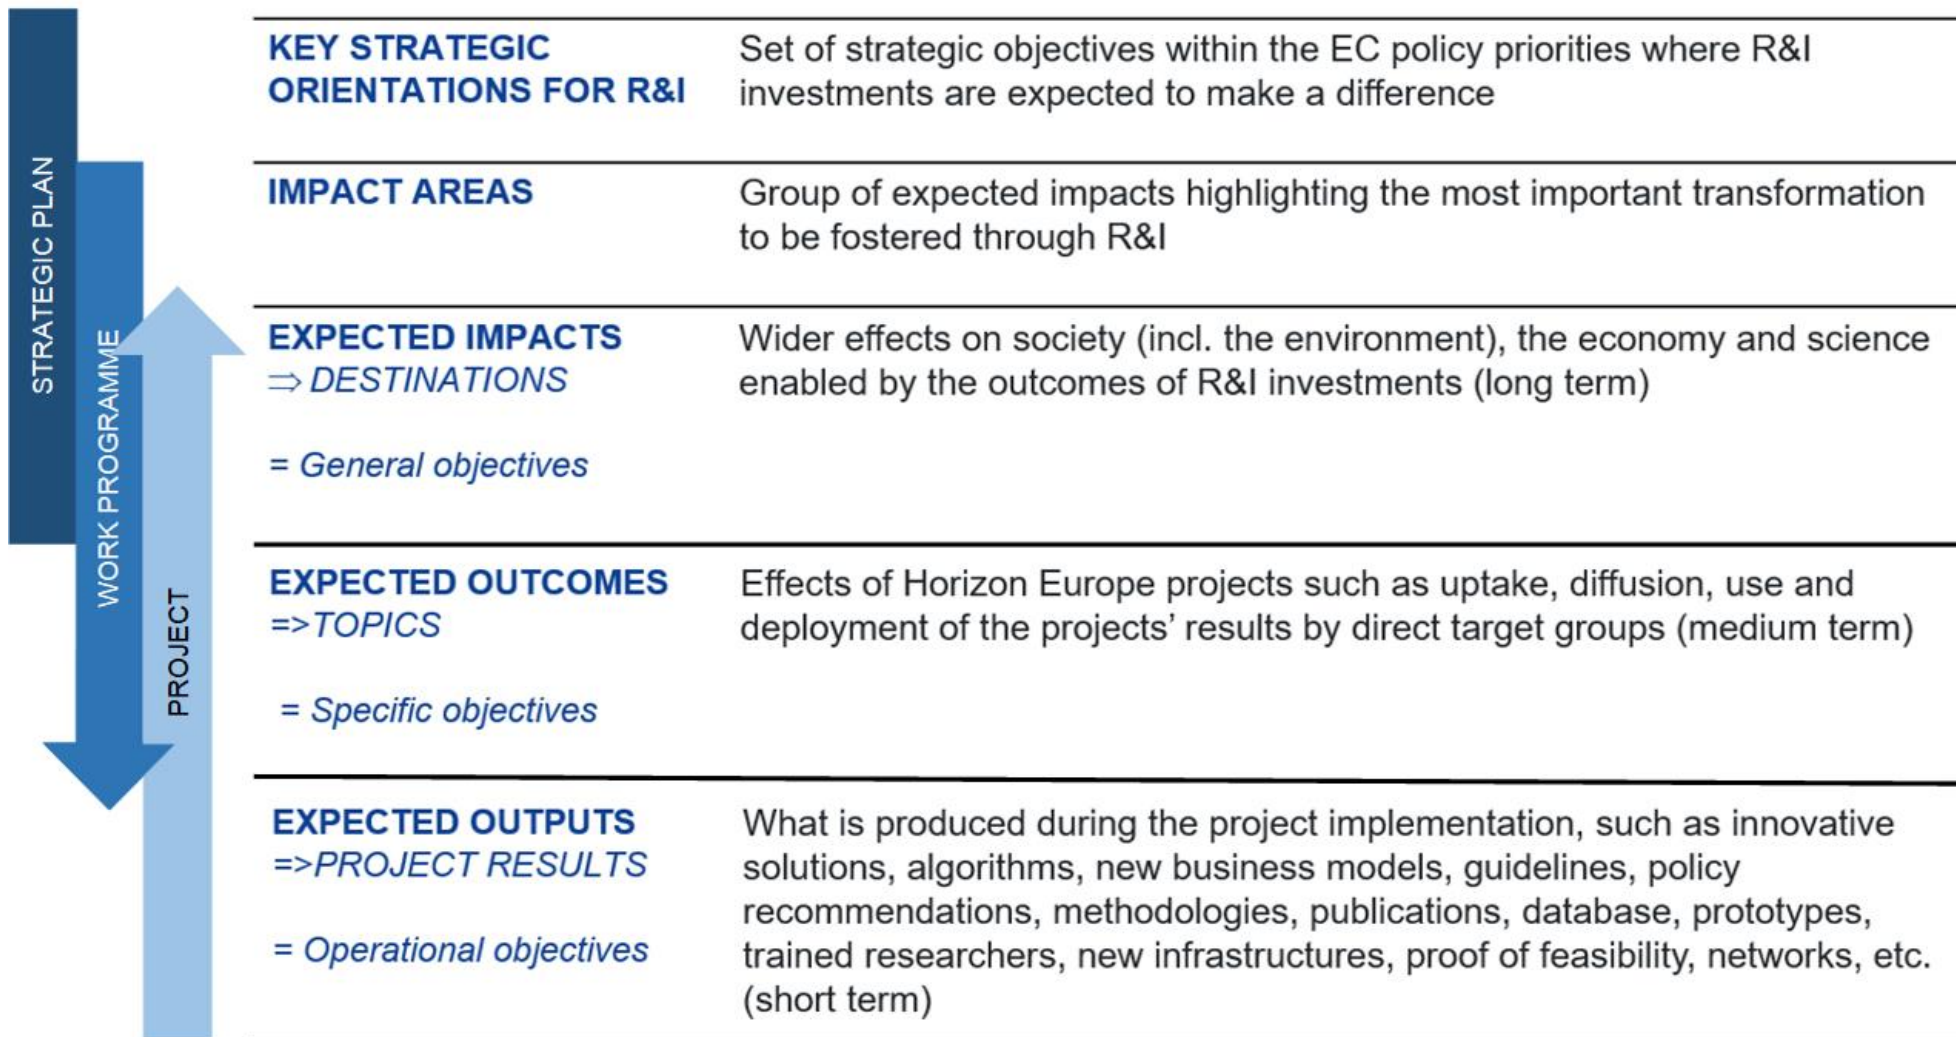 STRATEGIC PLAN
WORK PROGRAMME
PROJECT
KEY STRATEGIC
ORIENTATIONS FOR R&I
Set of strategic objectives within the EC policy priorities where R&I
investments are expected to make a difference
IMPACT AREAS
Group of expected impacts highlighting the most important transformation
to be fostered through R&I
EXPECTED IMPACTS
⇒ DESTINATIONS
= General objectives
Wider effects on society (incl. the environment), the economy and science
enabled by the outcomes of R&I investments (long term)
EXPECTED OUTCOMES
=>TOPICS
= Specific objectives
Effects of Horizon Europe projects such as uptake, diffusion, use and
deployment of the projects’ results by direct target groups (medium term)
EXPECTED OUTPUTS
=>PROJECT RESULTS
= Operational objectives
What is produced during the project implementation, such as innovative
solutions, algorithms, new business models, guidelines, policy
recommendations, methodologies, publications, database, prototypes,
trained researchers, new infrastructures, proof of feasibility, networks, etc.
(short term)